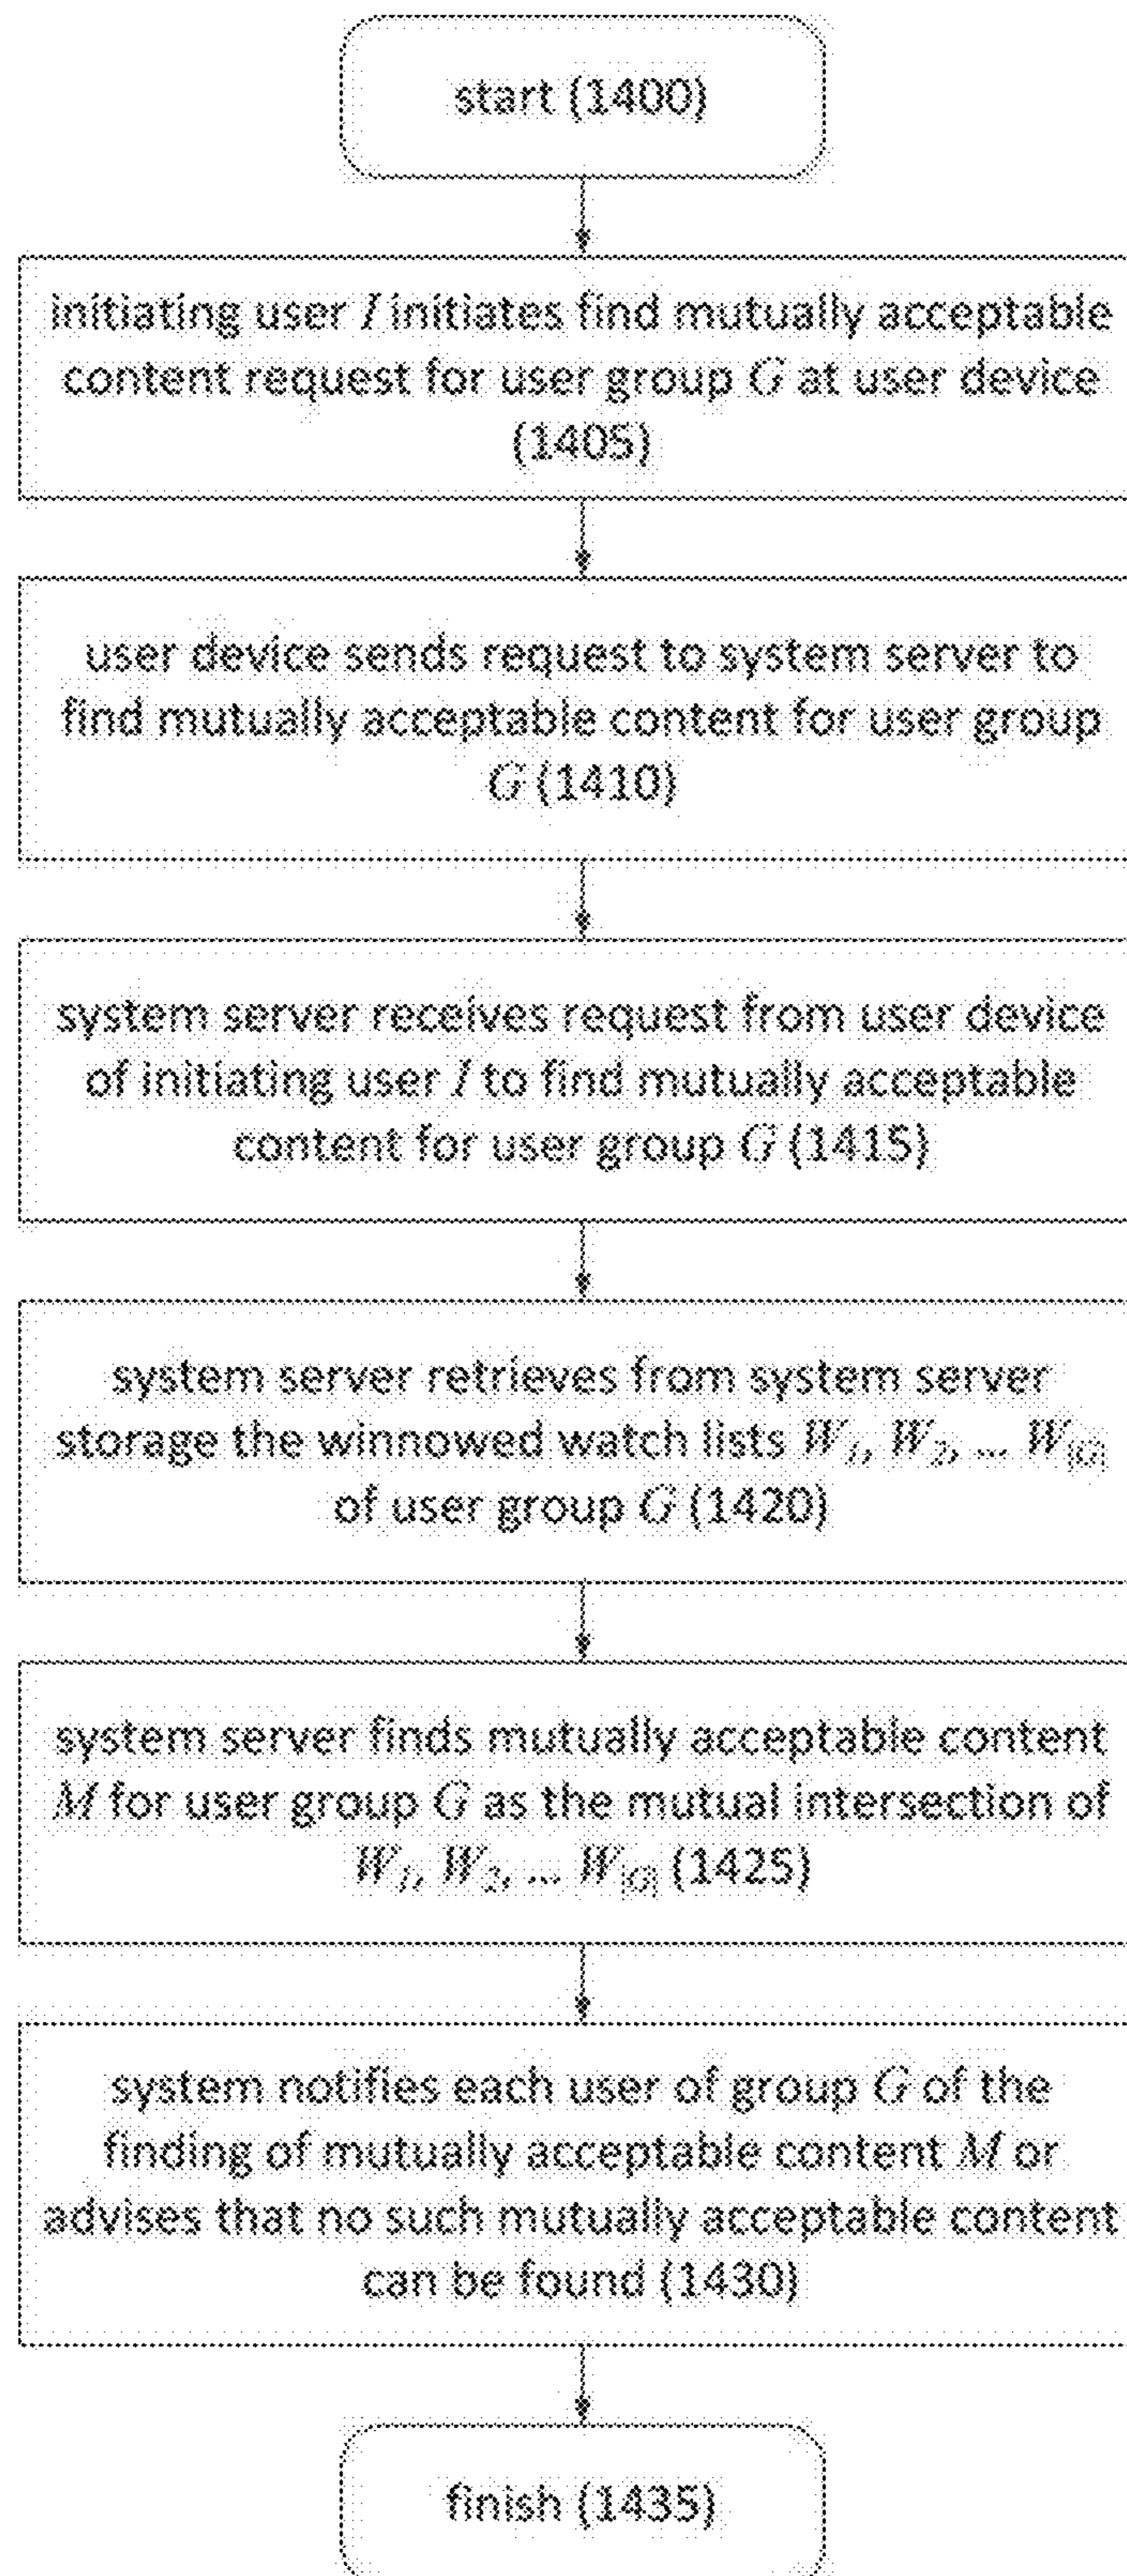 start (1400)
initiating user I initiates find mutually acceptable
content request for user group G at user device
(1405)
user device sends request to system server to
find mutually acceptable content for user group
G (1410)
system server receives request from user device
of initiating user I to find mutually acceptable
content for user group G (1415)
system server retrieves from system server
storage the winnowed watch lists W1, W2, ... W|G|
of user group G (1420)
system server finds mutually acceptable content
M for user group G as the mutual intersection of
W1, W2, ... W|G| (1425)
system notifies each user of group G of the
finding of mutually acceptable content M or
advises that no such mutually acceptable content
can be found (1430)
finish (1435)